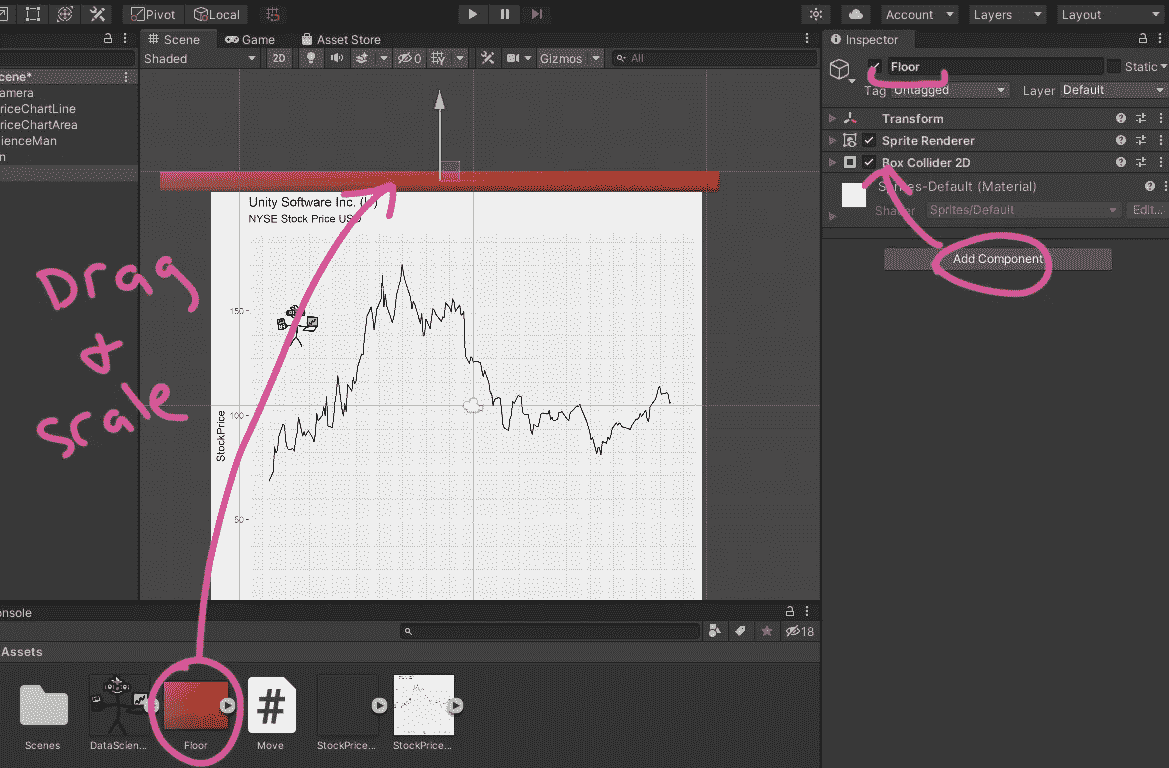 Pivot
Local
Account
Layers
Layout
Scene
Game
Asset Store
Inspector
Shaded
2D
0
Gizmos
All
Floor
Static
Tag Untagged
Layer Default
cene*
amera
riceChartLine
riceChartArea
ienceMan
n
Transform
Sprite Renderer
Box Collider 2D
Sprites-Default (Material)
Shader Sprites/Default
Edit...
Add Component
Unity Software Inc. (U)
NYSE Stock Price USD
150
100
50
StockPrice
Drag
&
Scale
onsole
18
Assets
Scenes
DataScien...
Floor
#
Move
StockPrice...
StockPrice...